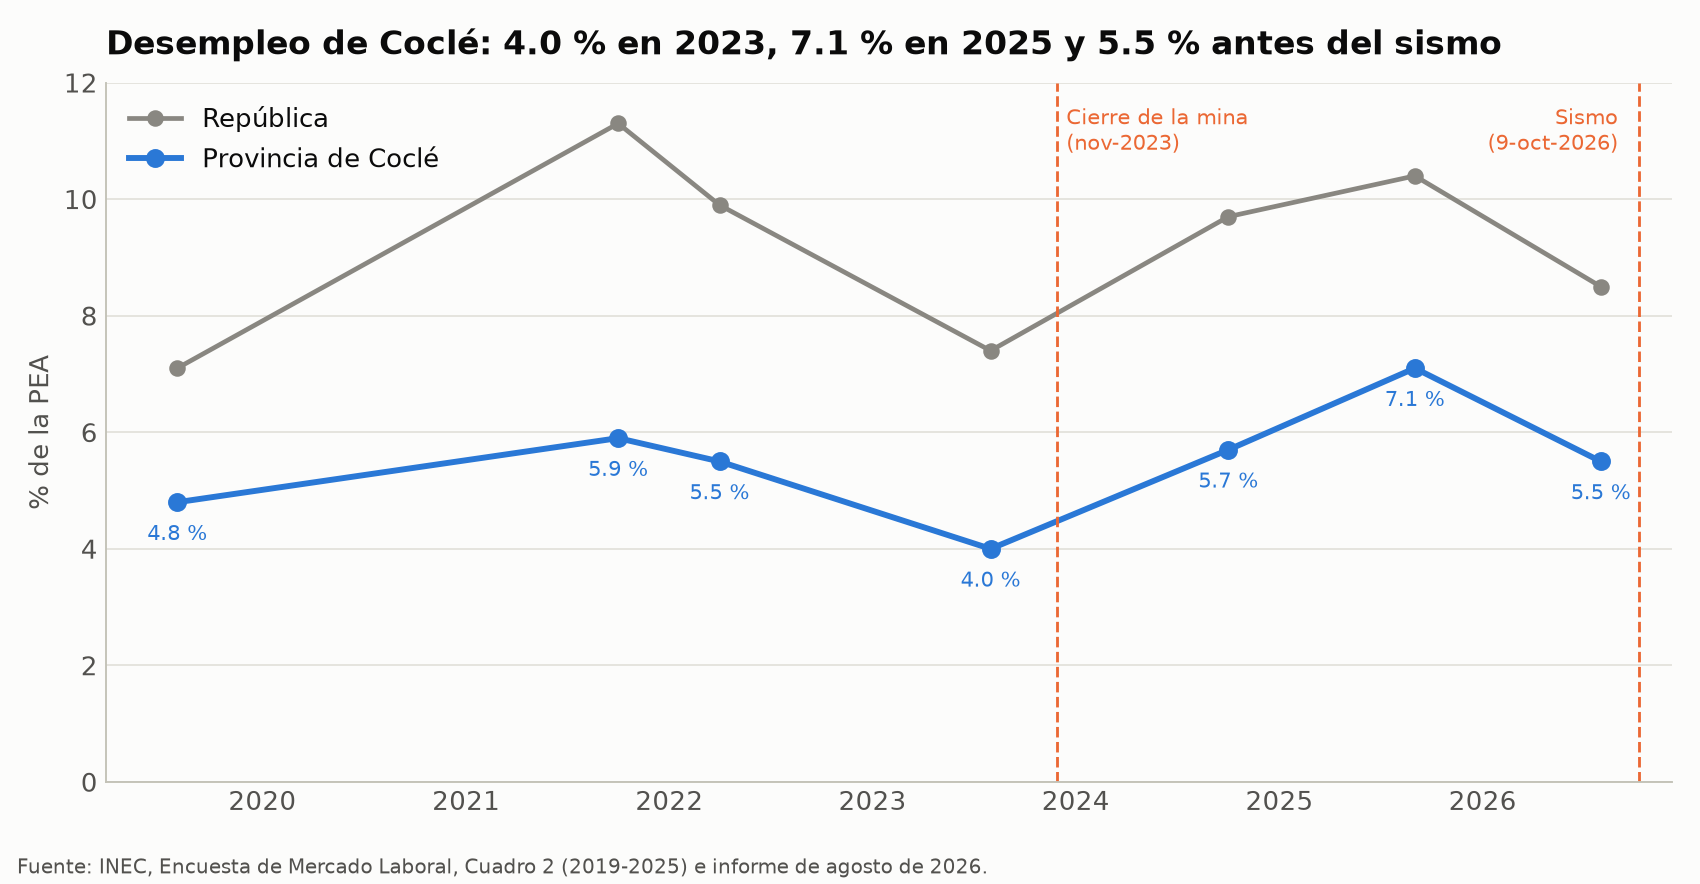 Desempleo de Coclé: 4.0 % en 2023, 7.1 % en 2025 y 5.5 % antes del sismo
12
10
8
6
4
2
0
% de la PEA
República
Provincia de Coclé
Cierre de la mina
(nov-2023)
Sismo
(9-oct-2026)
4.8 %
5.9 %
5.5 %
4.0 %
5.7 %
7.1 %
5.5 %
2020
2021
2022
2023
2024
2025
2026
Fuente: INEC, Encuesta de Mercado Laboral, Cuadro 2 (2019-2025) e informe de agosto de 2026.